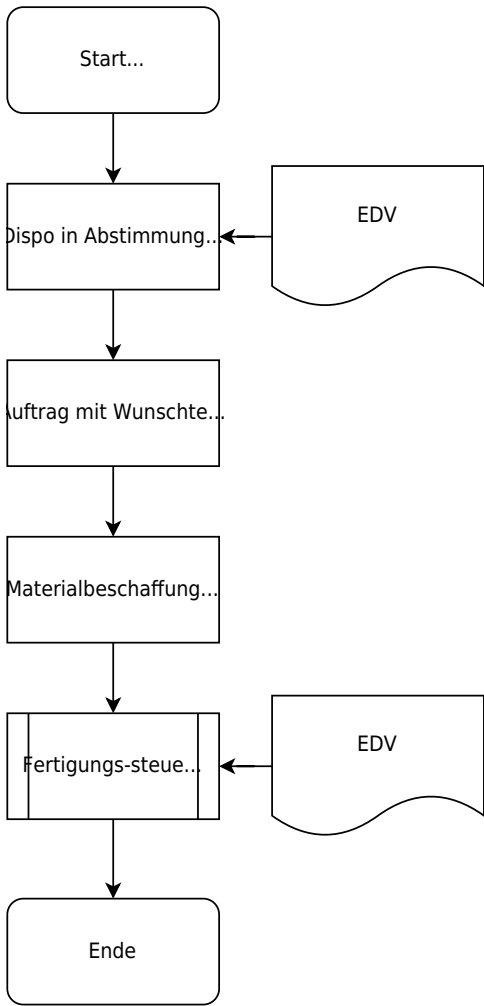 Start...
Dispo in Abstimmung...
EDV
Auftrag mit Wunschte...
Materialbeschaffung...
Fertigungs-steue...
EDV
Ende